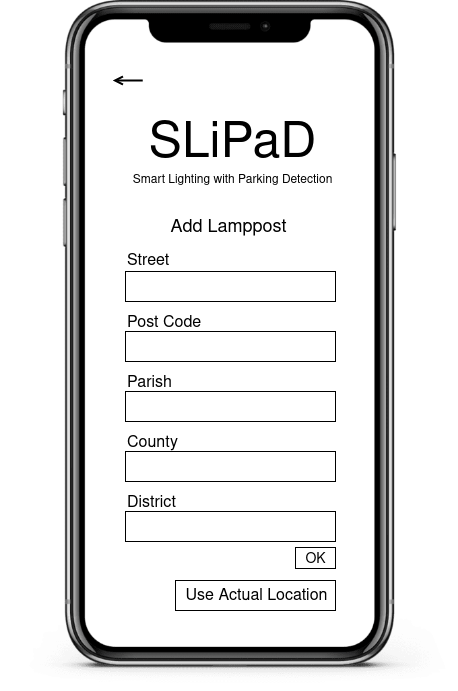 SLiPaD
Smart Lighting with Parking Detection
Add Lamppost
Street
Post Code
Parish
County
District
OK
Use Actual Location